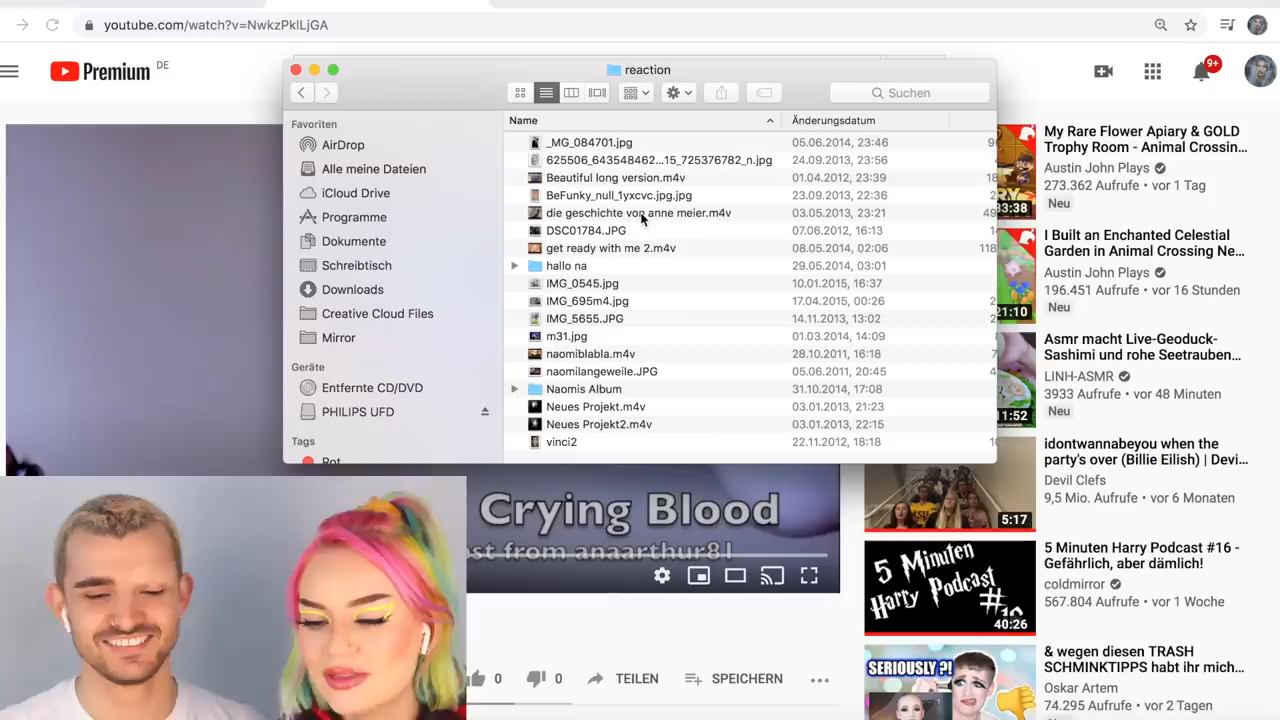 youtube.com/watch?v=NwkzPklLjGA
Premium DE
9+
reaction
Suchen
Favoriten
AirDrop
Alle meine Dateien
iCloud Drive
Programme
Dokumente
Schreibtisch
Downloads
Creative Cloud Files
Mirror
Geräte
Entfernte CD/DVD
PHILIPS UFD
Tags
Rot
Name Änderungsdatum
_MG_084701.jpg 05.06.2014, 23:46
625506_643548462...15_725376782_n.jpg 24.09.2013, 23:56
Beautiful long version.m4v 01.04.2012, 23:39
BeFunky_null_1yxcvc.jpg.jpg 23.09.2013, 22:36
die geschichte von anne meier.m4v 03.05.2013, 23:21
DSC01784.JPG 07.06.2012, 16:13
get ready with me 2.m4v 08.05.2014, 02:06
hallo na 29.05.2014, 03:01
IMG_0545.jpg 10.01.2015, 16:37
IMG_695m4.jpg 17.04.2015, 00:26
IMG_5655.JPG 14.11.2013, 13:02
m31.jpg 01.03.2014, 14:09
naomiblabla.m4v 28.10.2011, 16:18
naomilangeweile.JPG 05.06.2011, 20:45
Naomis Album 31.10.2014, 17:08
Neues Projekt.m4v 03.01.2013, 21:23
Neues Projekt2.m4v 03.01.2013, 22:15
vinci2 22.11.2012, 18:18
Crying Blood
ost from anaarthur81
0 0 TEILEN SPEICHERN
33:38
My Rare Flower Apiary & GOLD
Trophy Room - Animal Crossin...
Austin John Plays
273.362 Aufrufe • vor 1 Tag
Neu
21:10
I Built an Enchanted Celestial
Garden in Animal Crossing Ne...
Austin John Plays
196.451 Aufrufe • vor 16 Stunden
Neu
11:52
Asmr macht Live-Geoduck-
Sashimi und rohe Seetrauben...
LINH-ASMR
3933 Aufrufe • vor 48 Minuten
Neu
5:17
idontwannabeyou when the
party's over (Billie Eilish) | Devi...
Devil Clefs
9,5 Mio. Aufrufe • vor 6 Monaten
5 Minuten
Harry Podcast
#16
40:26
5 Minuten Harry Podcast #16 -
Gefährlich, aber dämlich!
coldmirror
567.804 Aufrufe • vor 1 Woche
SERIOUSLY ?!
& wegen diesen TRASH
SCHMINKTIPPS habt ihr mich...
Oskar Artem
74.295 Aufrufe • vor 2 Tagen